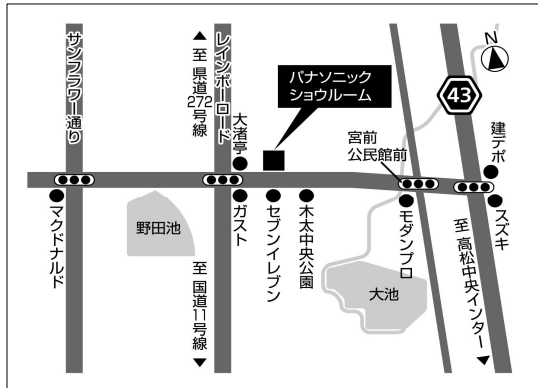 サンフラワー通り
至 県道272号線
レインボーロード
大渚亭
パナソニック
ショウルーム
宮前
公民館前
N
43
建デポ
マクドナルド
野田池
至 国道11号線
ガスト
セブンイレブン
木太中央公園
大池
モダンプロ
至 高松中央インター
スズキ